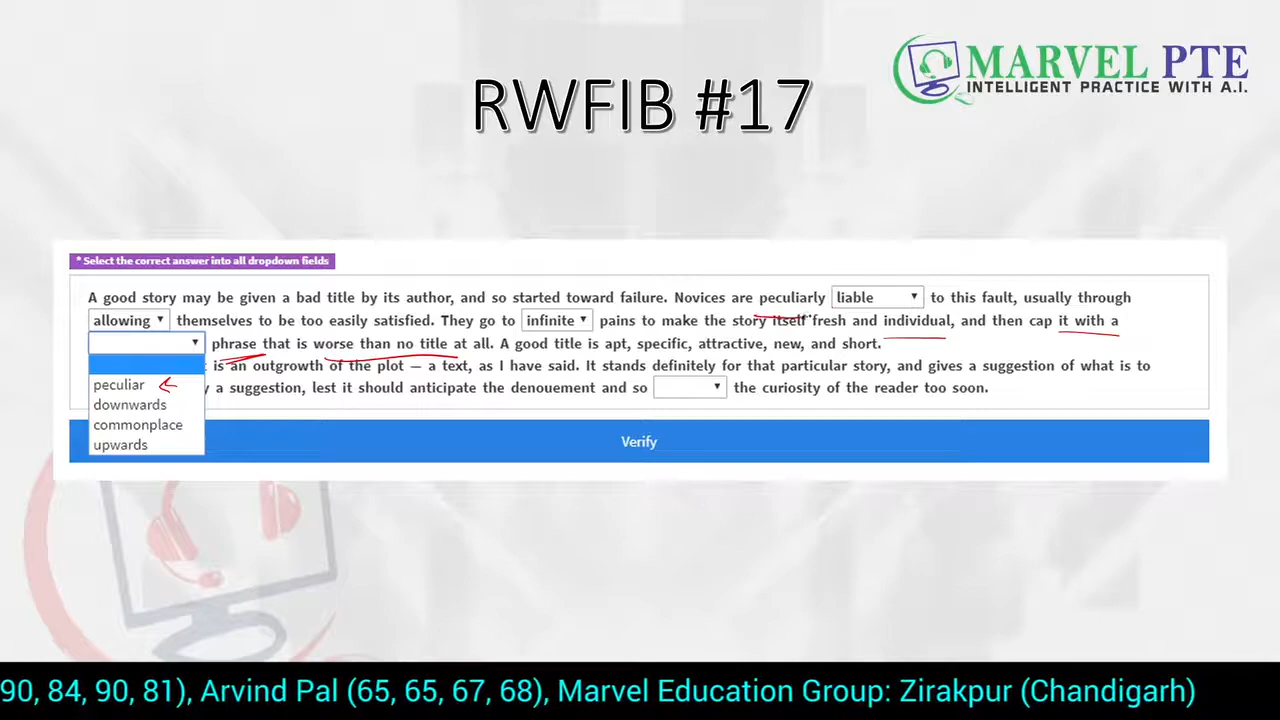 MARVEL PTE
INTELLIGENT PRACTICE WITH A.I.
RWFIB #17
* Select the correct answer into all dropdown fields
A good story may be given a bad title by its author, and so started toward failure. Novices are peculiarly liable to this fault, usually through
allowing themselves to be too easily satisfied. They go to infinite pains to make the story itself fresh and individual, and then cap it with a
phrase that is worse than no title at all. A good title is apt, specific, attractive, new, and short.
is an outgrowth of the plot — a text, as I have said. It stands definitely for that particular story, and gives a suggestion of what is to
a suggestion, lest it should anticipate the denouement and so the curiosity of the reader too soon.
peculiar
downwards
commonplace
upwards
Verify
90, 84, 90, 81), Arvind Pal (65, 65, 67, 68), Marvel Education Group: Zirakpur (Chandigarh)